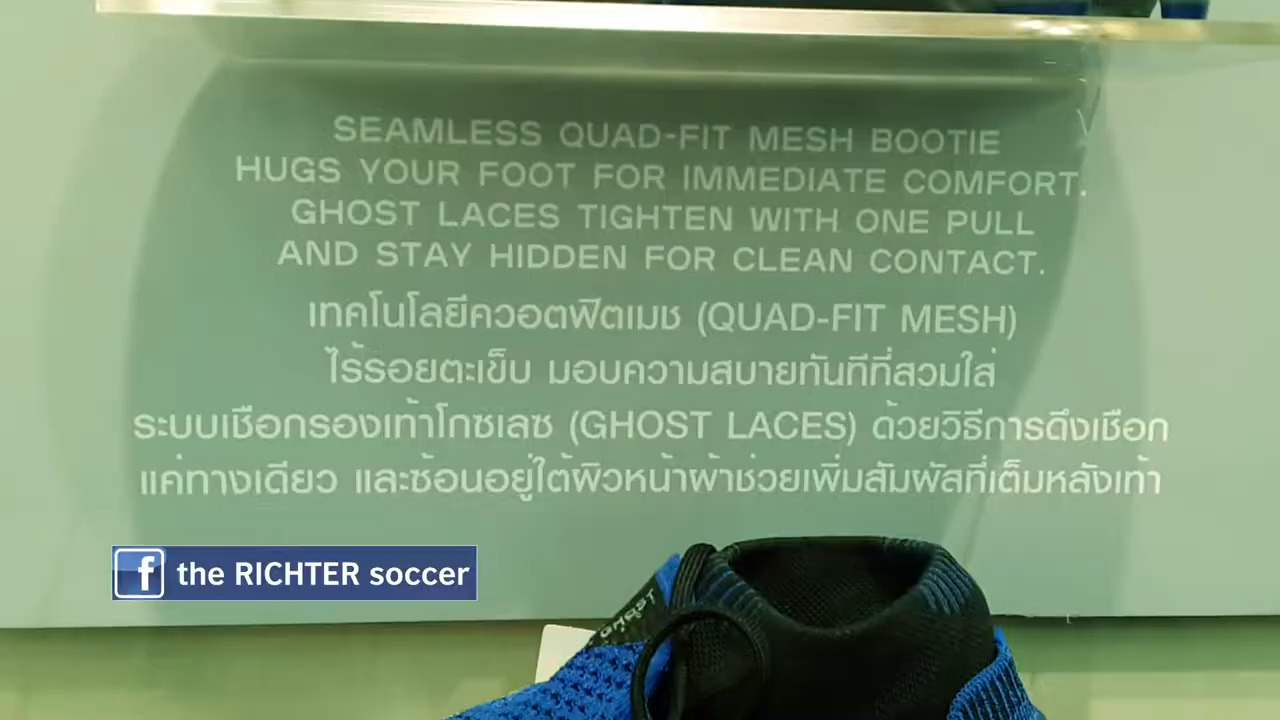 SEAMLESS QUAD-FIT MESH BOOTIE
HUGS YOUR FOOT FOR IMMEDIATE COMFORT.
GHOST LACES TIGHTEN WITH ONE PULL
AND STAY HIDDEN FOR CLEAN CONTACT.
เทคโนโลยีควอตฟิตเมช (QUAD-FIT MESH)
ไร้รอยตะเข็บ มอบความสบายทันทีที่สวมใส่
ระบบเชือกรองเท้าโกซเลซ (GHOST LACES) ด้วยวิธีการดึงเชือก
แค่ทางเดียว และซ้อนอยู่ใต้ผิวหน้าผ้าช่วยเพิ่มสัมผัสที่เต็มหลังเท้า
f the RICHTER soccer